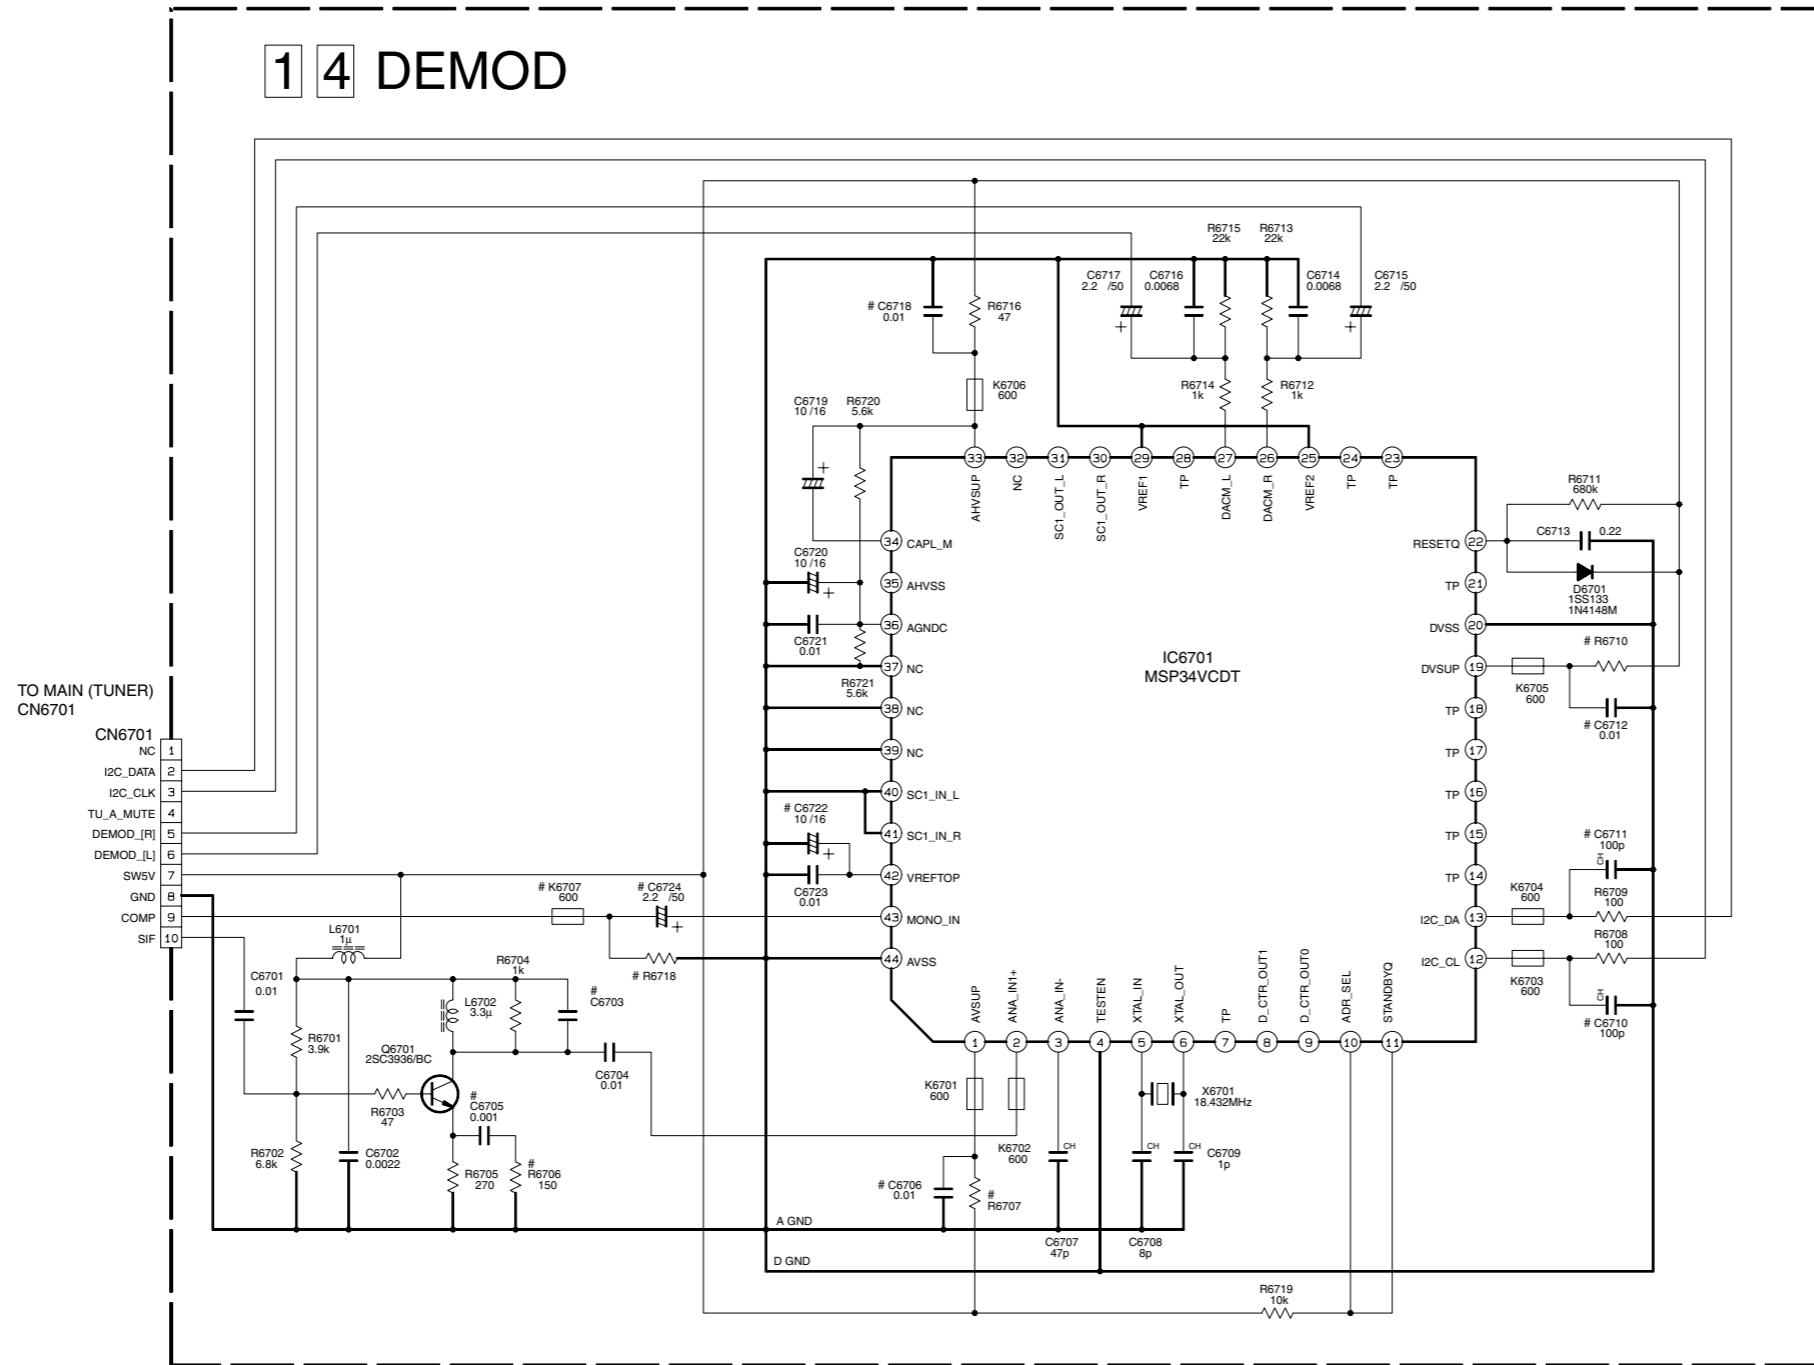 1 4 DEMOD
R6715
22k
R6713
22k
C6717
2.2 /50
C6716
0.0068
C6714
0.0068
C6715
2.2 /50
# C6718
0.01
R6716
47
+
+
K6706
600
R6714
1k
R6712
1k
C6719
10 /16
R6720
5.6k
+
33
32
31
30
29
28
27
26
25
24
23
AHVSUP
NC
SC1_OUT_L
SC1_OUT_R
VREF1
TP
DACM_L
DACM_R
VREF2
TP
TP
R6711
680k
C6713 0.22
D6701
1SS133
1N4148M
34 CAPL_M
C6720
10 /16
+
35 AHVSS
36 AGNDC
C6721
0.01
37 NC
R6721
5.6k
38 NC
39 NC
40 SC1_IN_L
# C6722
10 /16
+
41 SC1_IN_R
42 VREFTOP
C6723
0.01
43 MONO_IN
44 AVSS
IC6701
MSP34VCDT
RESETQ 22
TP 21
DVSS 20
# R6710
DVSUP 19
K6705
600
TP 18
# C6712
0.01
TP 17
TP 16
TP 15
# C6711
100p
CH
TP 14
K6704
600
R6709
100
I2C_DA 13
R6708
100
I2C_CL 12
K6703
600
CH
# C6710
100p
TO MAIN (TUNER)
CN6701
CN6701
NC 1
I2C_DATA 2
I2C_CLK 3
TU_A_MUTE 4
DEMOD_[R] 5
DEMOD_[L] 6
SW5V 7
GND 8
COMP 9
SIF 10
# K6707
600
# C6724
2.2 /50
+
# R6718
L6701
1µ
C6701
0.01
R6704
1k
L6702
3.3µ
#
C6703
R6701
3.9k
Q6701
2SC3936/BC
C6704
0.01
R6703
47
#
C6705
0.001
R6702
6.8k
C6702
0.0022
R6705
270
#
R6706
150
AVSUP
ANA_IN1+
ANA_IN-
TESTEN
XTAL_IN
XTAL_OUT
TP
D_CTR_OUT1
D_CTR_OUT0
ADR_SEL
STANDBYQ
1
2
3
4
5
6
7
8
9
10
11
K6701
600
X6701
18.432MHz
K6702
600
CH
CH
CH
C6709
1p
# C6706
0.01
#
R6707
A GND
C6707
47p
C6708
8p
D GND
R6719
10k